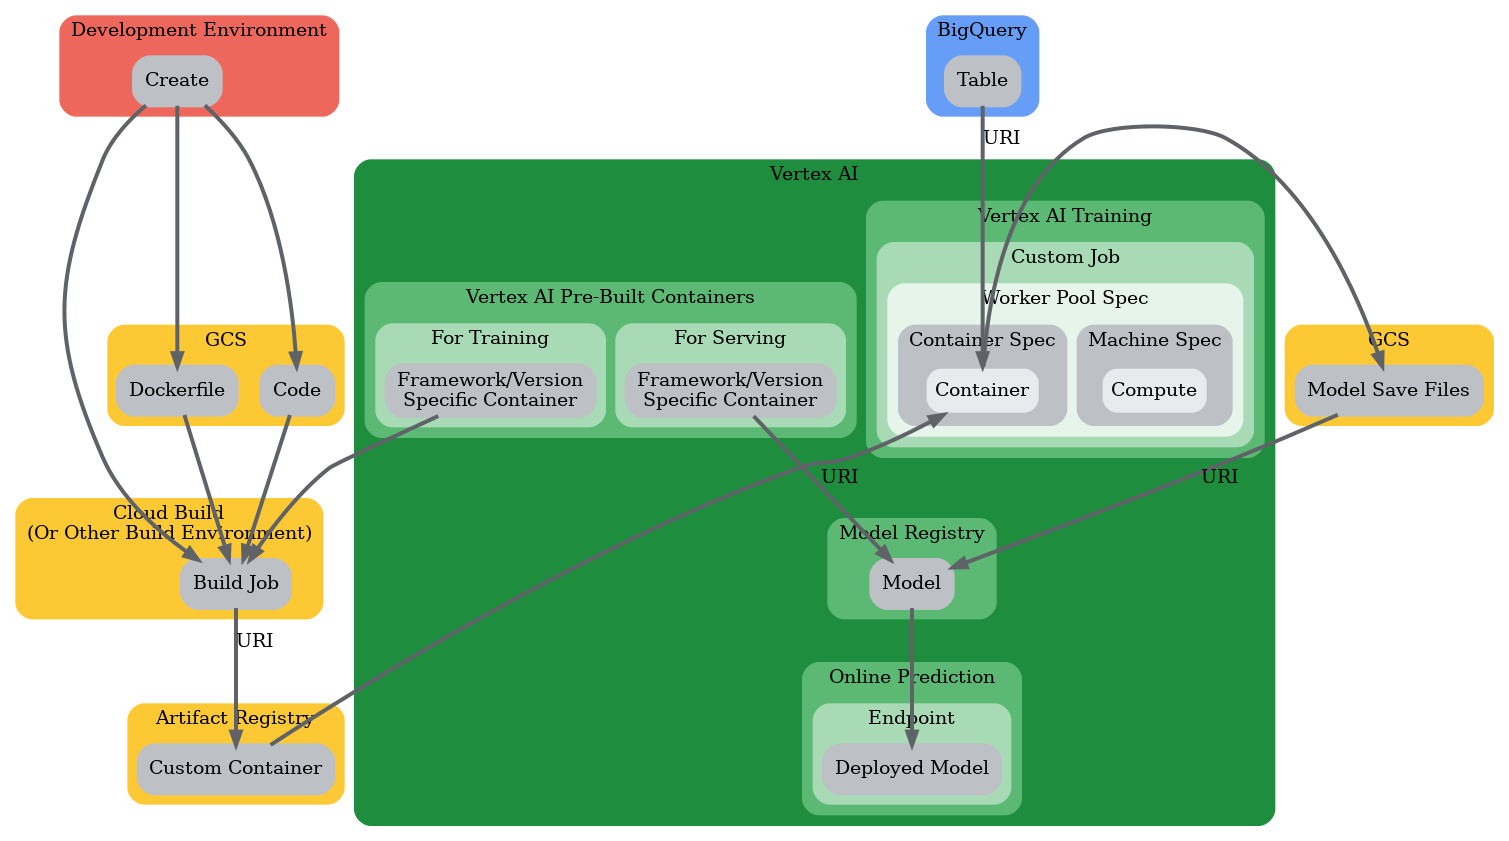 Development Environment
Create
BigQuery
Table
URI
Vertex AI
Vertex AI Training
Custom Job
Worker Pool Spec
Container Spec
Container
Machine Spec
Compute
Vertex AI Pre-Built Containers
For Training
Framework/Version
Specific Container
For Serving
Framework/Version
Specific Container
GCS
Dockerfile
Code
GCS
Model Save Files
URI
URI
Cloud Build
(Or Other Build Environment)
Build Job
Model Registry
Model
URI
Online Prediction
Endpoint
Deployed Model
Artifact Registry
Custom Container